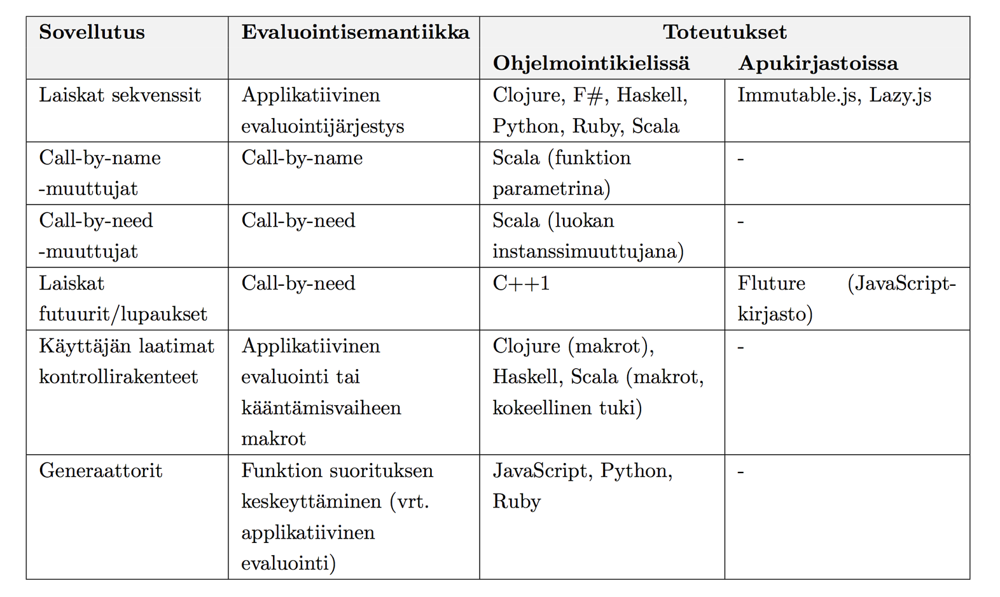 Sovellutus
Evaluointisemantiikka
Toteutukset
Ohjelmointikielissä
Apukirjastoissa
Laiskat sekvenssit
Applikatiivinen
evaluointijärjestys
Clojure, F#, Haskell,
Python, Ruby, Scala
Immutable.js, Lazy.js
Call-by-name
-muuttujat
Call-by-name
Scala (funktion
parametrina)
-
Call-by-need
-muuttujat
Call-by-need
Scala (luokan
instanssimuuttujana)
-
Laiskat
futuurit/lupaukset
Call-by-need
C++1
Fluture (JavaScript-
kirjasto)
Käyttäjän laatimat
kontrollirakenteet
Applikatiivinen
evaluointi tai
kääntämisvaiheen
makrot
Clojure (makrot),
Haskell, Scala (makrot,
kokeellinen tuki)
-
Generaattorit
Funktion suorituksen
keskeyttäminen (vrt.
applikatiivinen
evaluointi)
JavaScript, Python,
Ruby
-